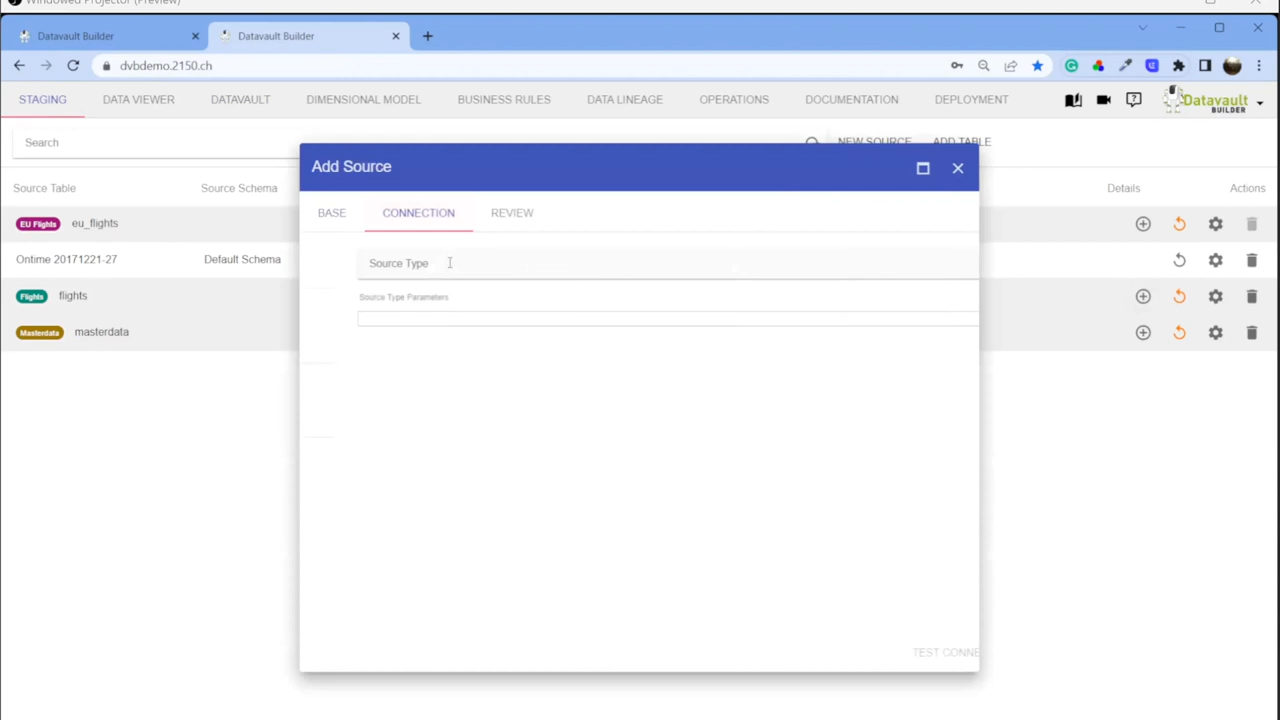 Windowed Projector (Preview)
Datavault Builder
Datavault Builder
dvbdemo.2150.ch
STAGING DATA VIEWER DATAVAULT DIMENSIONAL MODEL BUSINESS RULES DATA LINEAGE OPERATIONS DOCUMENTATION DEPLOYMENT
Datavault
BUILDER
Search
NEW SOURCE ADD TABLE
Add Source
Source Table Source Schema Details Actions
BASE CONNECTION REVIEW
EU Flights eu_flights
Ontime 20171221-27 Default Schema
Source Type
Flights flights
Source Type Parameters
Masterdata masterdata
TEST CONNE